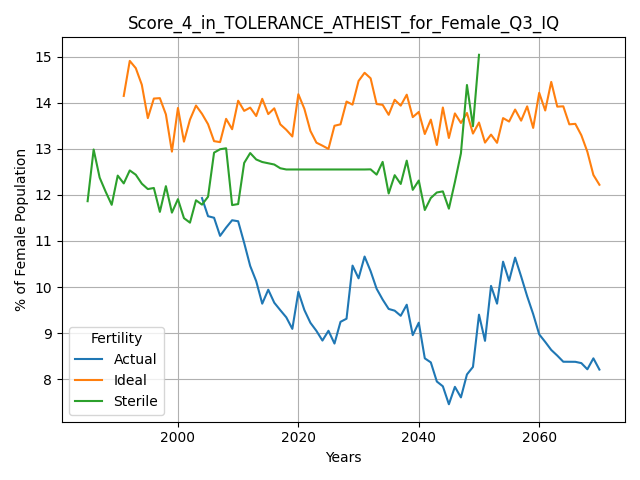 Score_4_in_TOLERANCE_ATHEIST_for_Female_Q3_IQ
% of Female Population
15
14
13
12
11
10
9
8
Fertility
Actual
Ideal
Sterile
2000 2020 2040 2060
Years